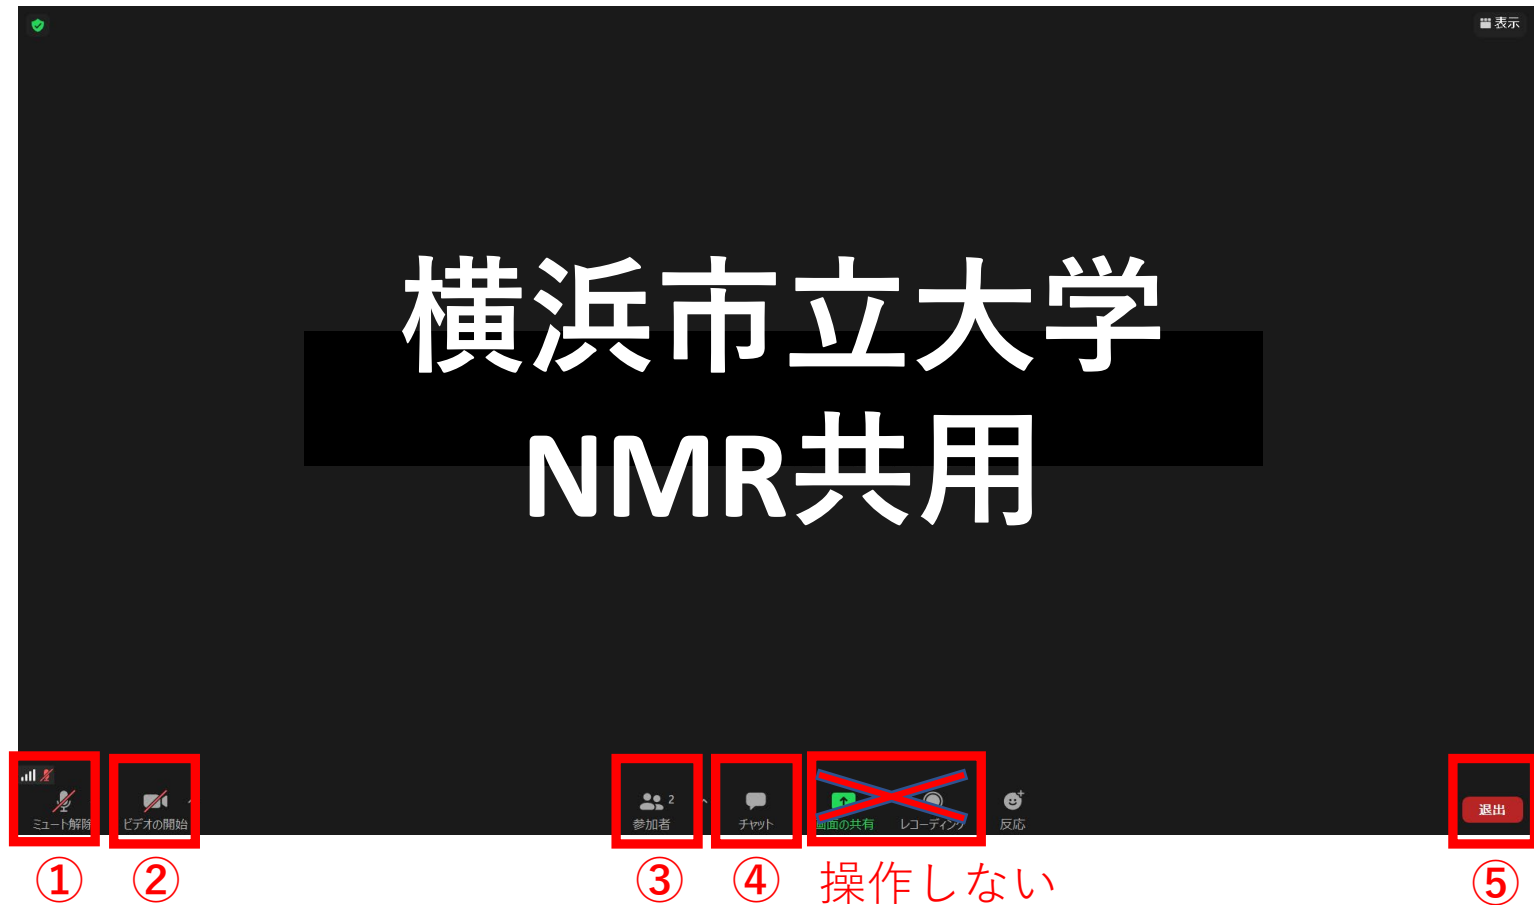 表示
横浜市立大学
NMR共用
ミュート解除
ビデオの開始
2
参加者
チャット
画面の共有
レコーディング
反応
退出
①
②
③
④
操作しない
⑤